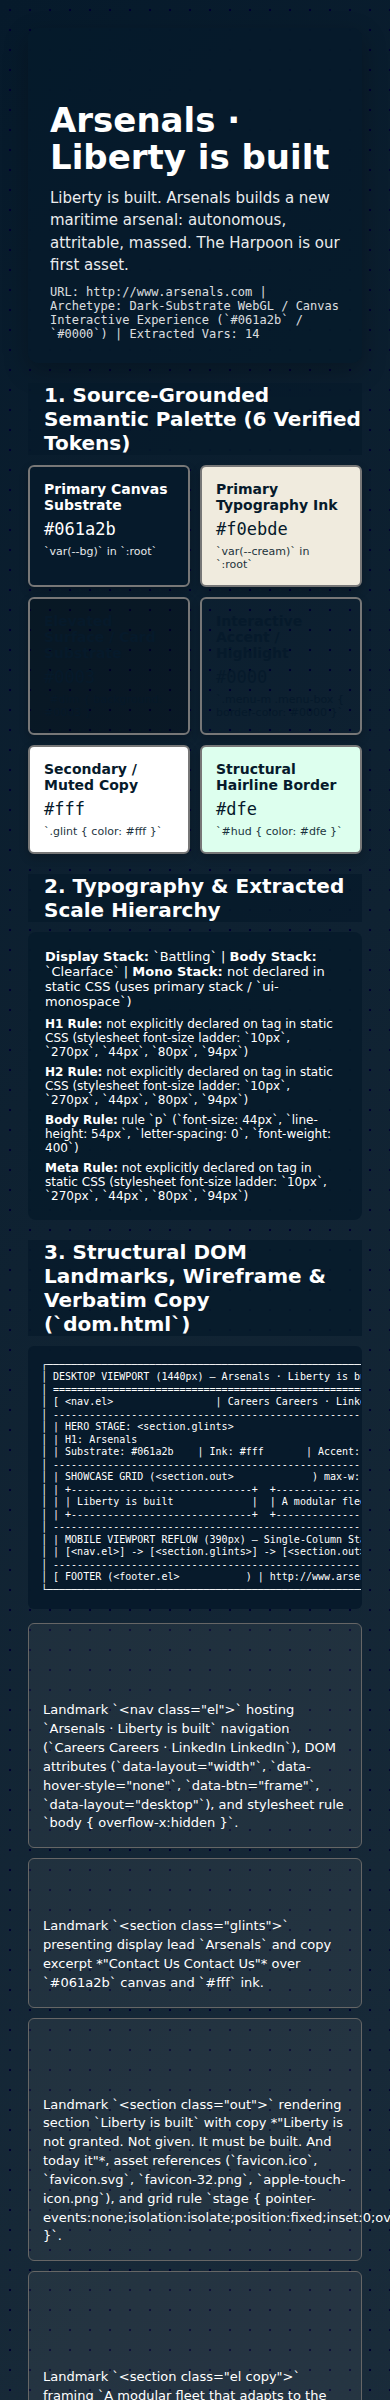 Arsenals ·
Liberty is built
Liberty is built. Arsenals builds a new
maritime arsenal: autonomous,
attritable, massed. The Harpoon is our
first asset.
URL: http://www.arsenals.com |
Archetype: Dark-Substrate WebGL / Canvas
Interactive Experience (`#061a2b` /
`#0000`) | Extracted Vars: 14
1. Source-Grounded
Semantic Palette (6 Verified
Tokens)
Primary Canvas
Substrate
#061a2b
`var(--bg)` in `:root`
Primary
Typography Ink
#f0ebde
`var(--cream)` in
`:root`
Interactive
Accent /
Highlight
#0000
Secondary /
Muted Copy
#fff
`.glint { color: #fff }`
Structural
Hairline Border
#dfe
`#hud { color: #dfe }`
2. Typography & Extracted
Scale Hierarchy
Display Stack: `Battling` | Body Stack:
`Clearface` | Mono Stack: not declared in
static CSS (uses primary stack / `ui-
monospace`)
H1 Rule: not explicitly declared on tag in static
CSS (stylesheet font-size ladder: `10px`,
`270px`, `44px`, `80px`, `94px`)
H2 Rule: not explicitly declared on tag in static
CSS (stylesheet font-size ladder: `10px`,
`270px`, `44px`, `80px`, `94px`)
Body Rule: rule `p` (`font-size: 44px`, `line-
height: 54px`, `letter-spacing: 0`, `font-weight:
400`)
Meta Rule: not explicitly declared on tag in
static CSS (stylesheet font-size ladder: `10px`,
`270px`, `44px`, `80px`, `94px`)
3. Structural DOM
Landmarks, Wireframe &
Verbatim Copy
(`dom.html`)
DESKTOP VIEWPORT (1440px) — Arsenals · Liberty is b
[ <nav.el> | Careers Careers · Link
| HERO STAGE: <section.glints>
| H1: Arsenals
| Substrate: #061a2b | Ink: #fff | Accent:
| SHOWCASE GRID (<section.out> ) max-w:
| +------------------------------+ +--------------
| | Liberty is built | | A modular flee
| +------------------------------+ +--------------
| MOBILE VIEWPORT REFLOW (390px) — Single-Column St
| [<nav.el>] -> [<section.glints>] -> [<section.out>
[ FOOTER (<footer.el> ) | http://www.arse
Landmark `<nav class="el">` hosting
`Arsenals · Liberty is built` navigation
(`Careers Careers · LinkedIn LinkedIn`), DOM
attributes (`data-layout="width"`, `data-
hover-style="none"`, `data-btn="frame"`,
`data-layout="desktop"`), and stylesheet rule
`body { overflow-x:hidden }`.
Landmark `<section class="glints">`
presenting display lead `Arsenals` and copy
excerpt *"Contact Us Contact Us"* over
`#061a2b` canvas and `#fff` ink.
Landmark `<section class="out">` rendering
section `Liberty is built` with copy *"Liberty is
not granted. Not given. It must be built. And
today it"*, asset references (`favicon.ico`,
`favicon.svg`, `favicon-32.png`, `apple-touch-
icon.png`), and grid rule `stage { pointer-
events:none;isolation:isolate;position:fixed;inset:0;ov
}`.
Landmark `<section class="el copy">`
framing `A modular fleet that adapts to the